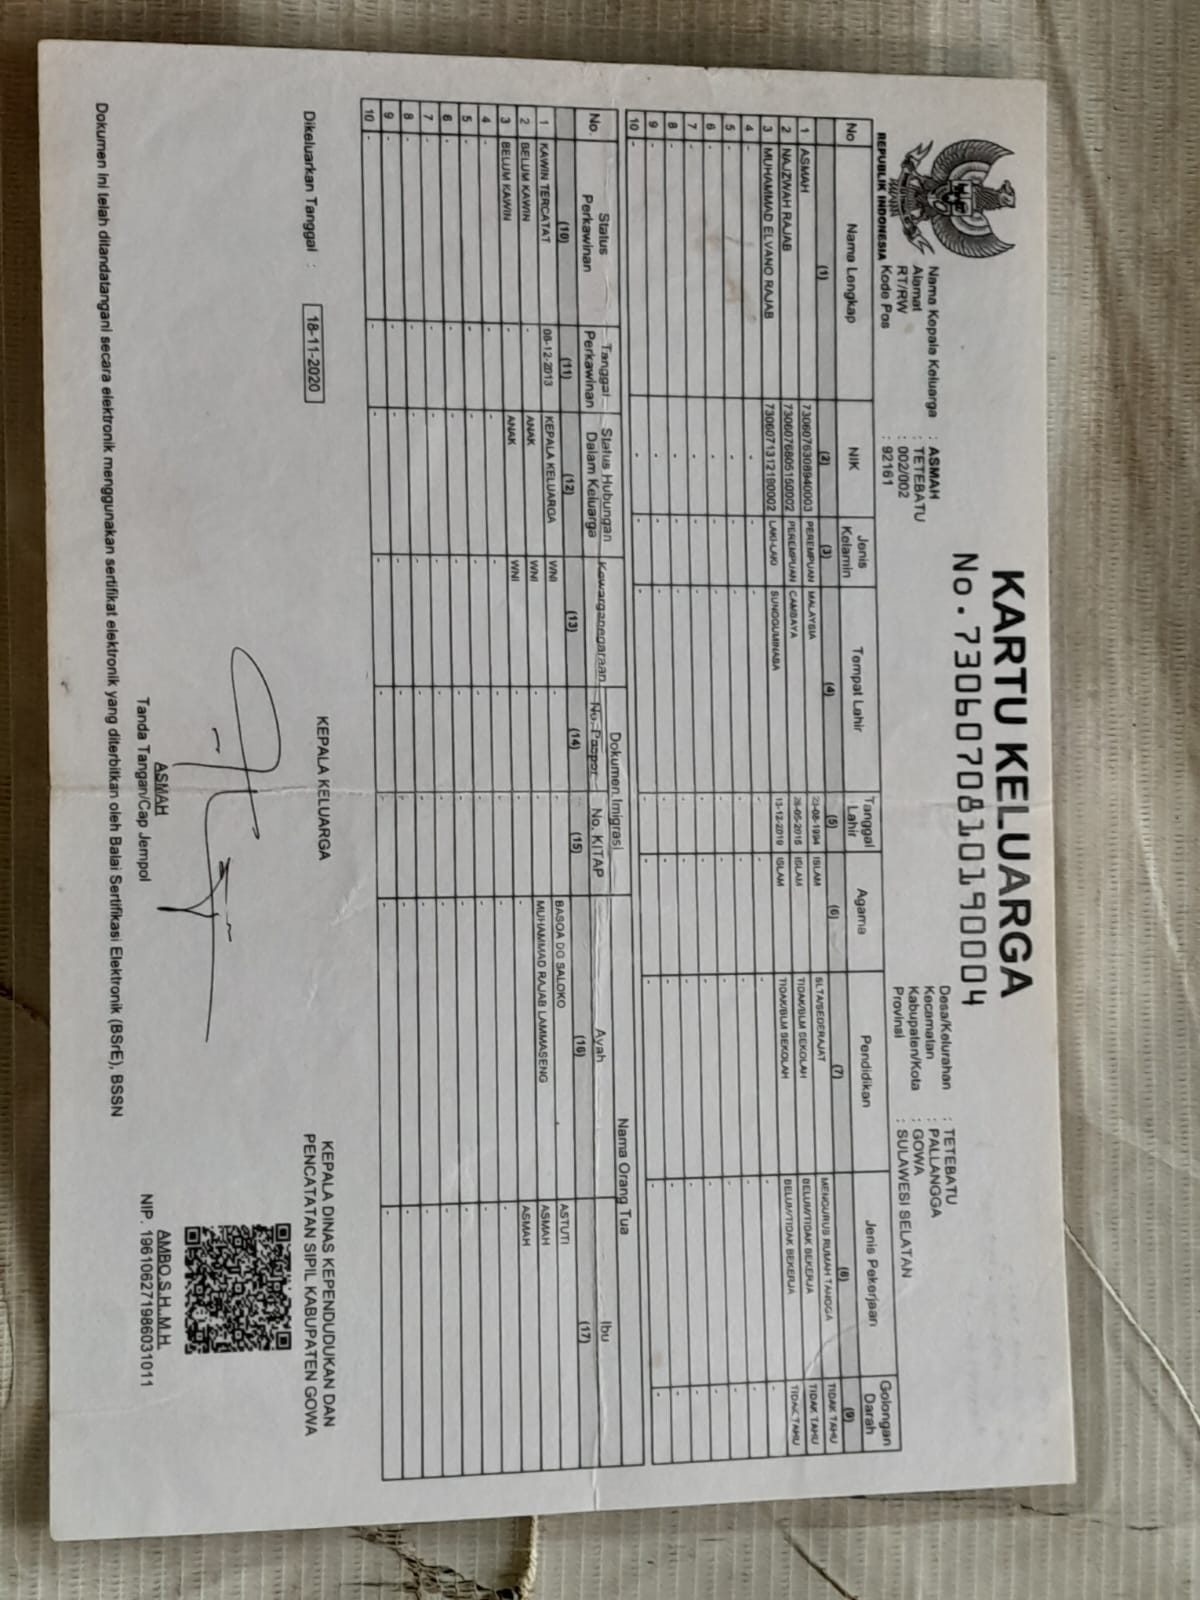 KARTU KELUARGA
No. 7306070810190004
REPUBLIK INDONESIA
Nama Kepala Keluarga : ASMAH
Alamat : TETEBATU
RT/RW : 002/002
Kode Pos : 92161
Desa/Kelurahan : TETEBATU
Kecamatan : PALLANGGA
Kabupaten/Kota : GOWA
Provinsi : SULAWESI SELATAN
No Nama Lengkap NIK Jenis Kelamin Tempat Lahir Tanggal Lahir Agama Pendidikan Jenis Pekerjaan Golongan Darah
(1) (2) (3) (4) (5) (6) (7) (8) (9)
1 ASMAH 7306076308940003 PEREMPUAN MALAYSIA 23-08-1994 ISLAM SLTA/SEDERAJAT MENGURUS RUMAH TANGGA TIDAK TAHU
2 NAJZWAH RAJAB 7306076805150002 PEREMPUAN CAMBAYA 28-05-2015 ISLAM TIDAK/BLM SEKOLAH BELUM/TIDAK BEKERJA TIDAK TAHU
3 MUHAMMAD ELVANO RAJAB 7306071312190002 LAKI-LAKI SUNGGUMINASA 13-12-2019 ISLAM TIDAK/BLM SEKOLAH BELUM/TIDAK BEKERJA TIDAK TAHU
4 - - - - - - - - -
5 - - - - - - - - -
6 - - - - - - - - -
7 - - - - - - - - -
8 - - - - - - - - -
9 - - - - - - - - -
10 - - - - - - - - -
No. Status Perkawinan Tanggal Perkawinan Status Hubungan Dalam Keluarga Kewarganegaraan Dokumen Imigrasi Nama Orang Tua
No. Paspor No. KITAP Ayah Ibu
(10) (11) (12) (13) (14) (15) (16) (17)
1 KAWIN TERCATAT 08-12-2013 KEPALA KELUARGA WNI - - BASOA DG SALOKO ASTUTI
2 BELUM KAWIN - ANAK WNI - - MUHAMMAD RAJAB LAMMASENG ASMAH
3 BELUM KAWIN - ANAK WNI - - - ASMAH
4 - - - - - - - -
5 - - - - - - - -
6 - - - - - - - -
7 - - - - - - - -
8 - - - - - - - -
9 - - - - - - - -
10 - - - - - - - -
Dikeluarkan Tanggal : 18-11-2020
KEPALA KELUARGA
ASMAH
Tanda Tangan/Cap Jempol
KEPALA DINAS KEPENDUDUKAN DAN
PENCATATAN SIPIL KABUPATEN GOWA
AMBO,S.H.,M.H.
NIP. 196106271986031011
Dokumen ini telah ditandatangani secara elektronik menggunakan sertifikat elektronik yang diterbitkan oleh Balai Sertifikasi Elektronik (BSrE), BSSN